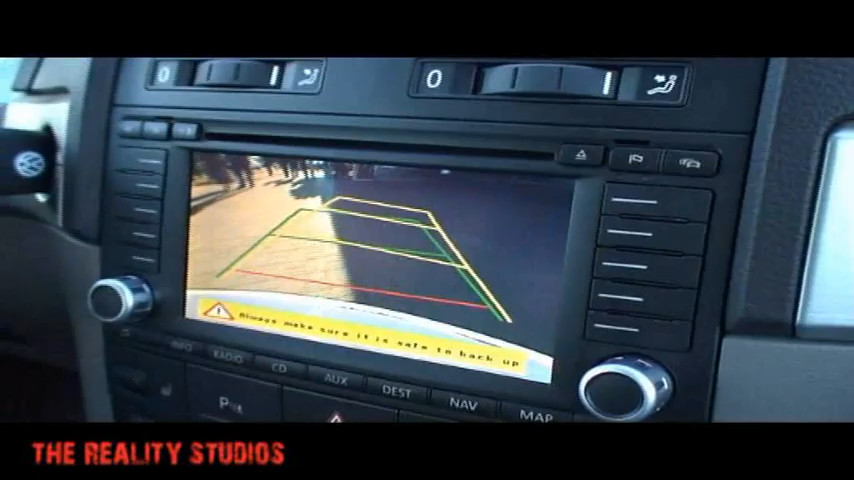 0
0
Always make sure it is safe to back up
INFO
RADIO
CD
AUX
DEST
NAV
MAP
P
THE REALITY STUDIOS